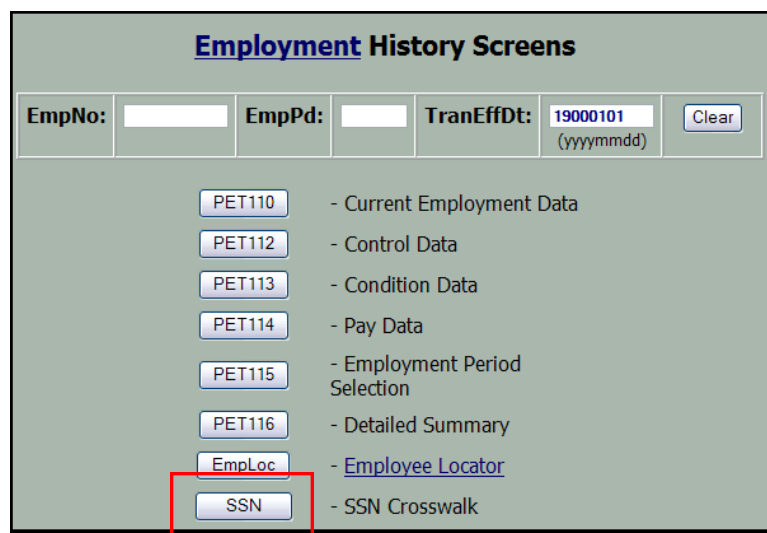 Employment History Screens
EmpNo: EmpPd: TranEffDt: 19000101 Clear
(yyyymmdd)
PET110 - Current Employment Data
PET112 - Control Data
PET113 - Condition Data
PET114 - Pay Data
PET115 - Employment Period
Selection
PET116 - Detailed Summary
EmpLoc - Employee Locator
SSN - SSN Crosswalk